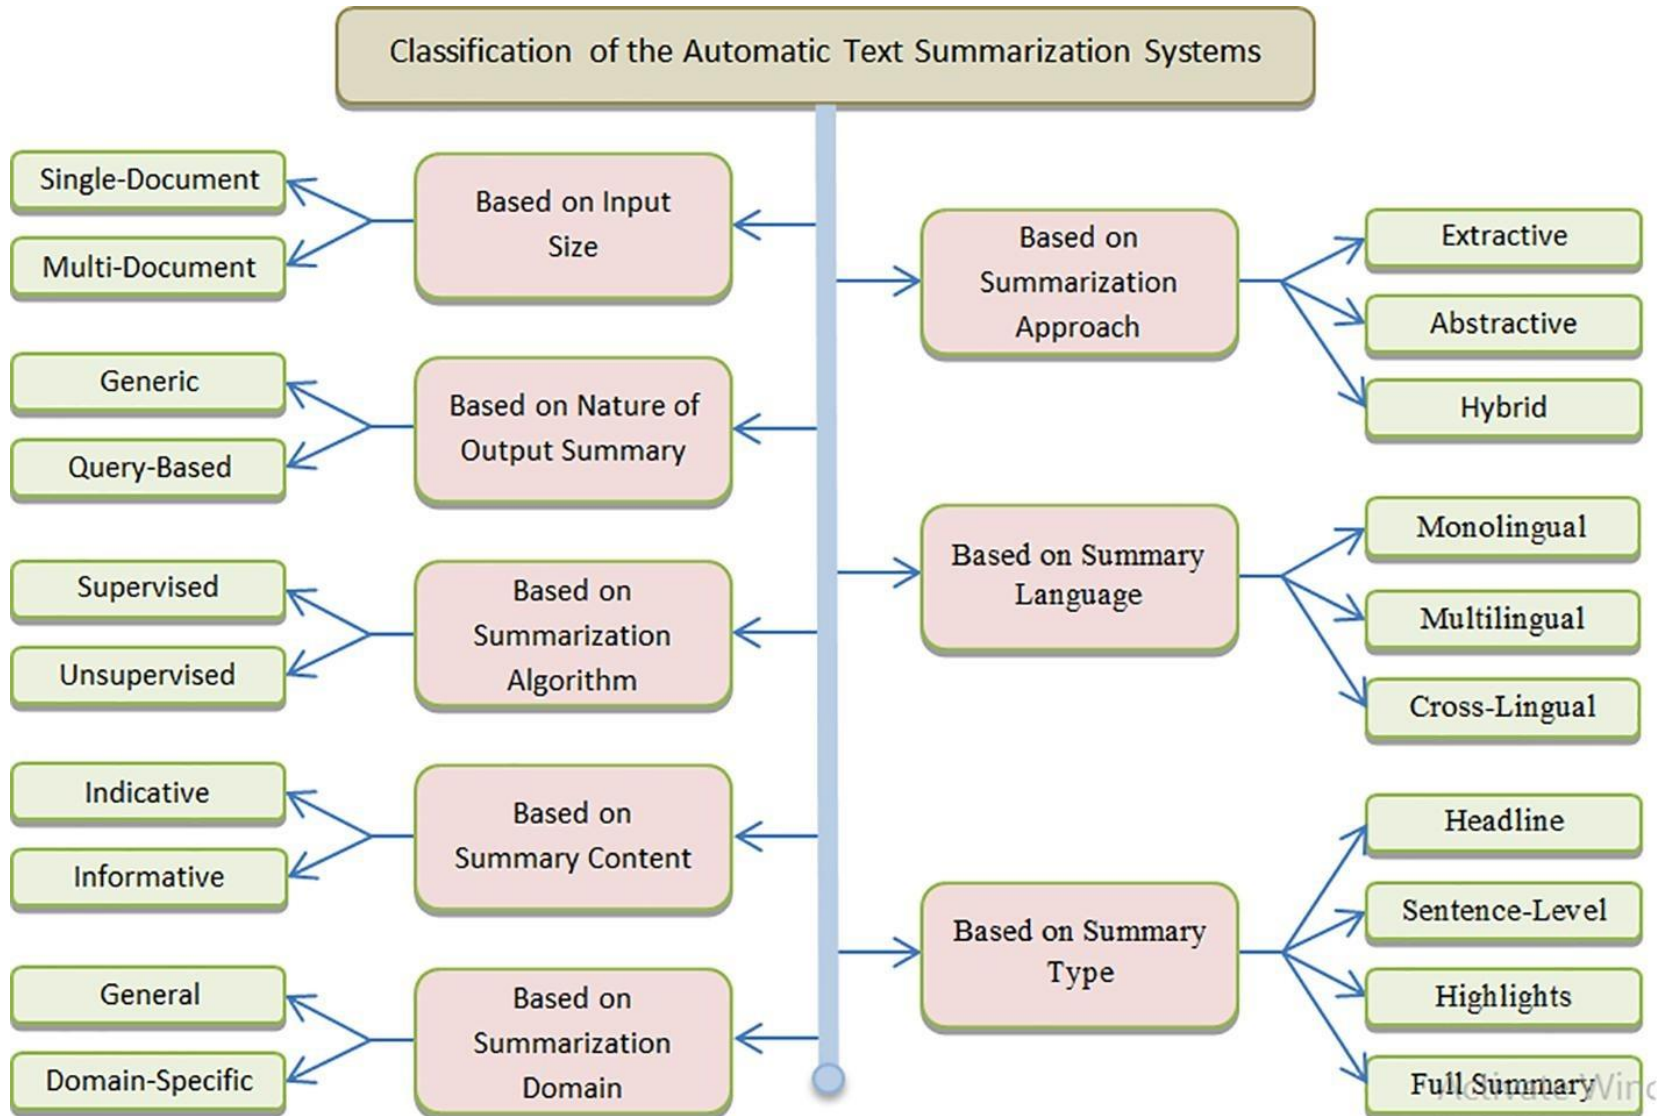 Classification of the Automatic Text Summarization Systems
Single-Document
Multi-Document
Based on Input
Size
Generic
Query-Based
Based on Nature of
Output Summary
Supervised
Unsupervised
Based on
Summarization
Algorithm
Indicative
Informative
Based on
Summary Content
General
Domain-Specific
Based on
Summarization
Domain
Based on
Summarization
Approach
Extractive
Abstractive
Hybrid
Based on Summary
Language
Monolingual
Multilingual
Cross-Lingual
Based on Summary
Type
Headline
Sentence-Level
Highlights
Full Summary
Activate Winc